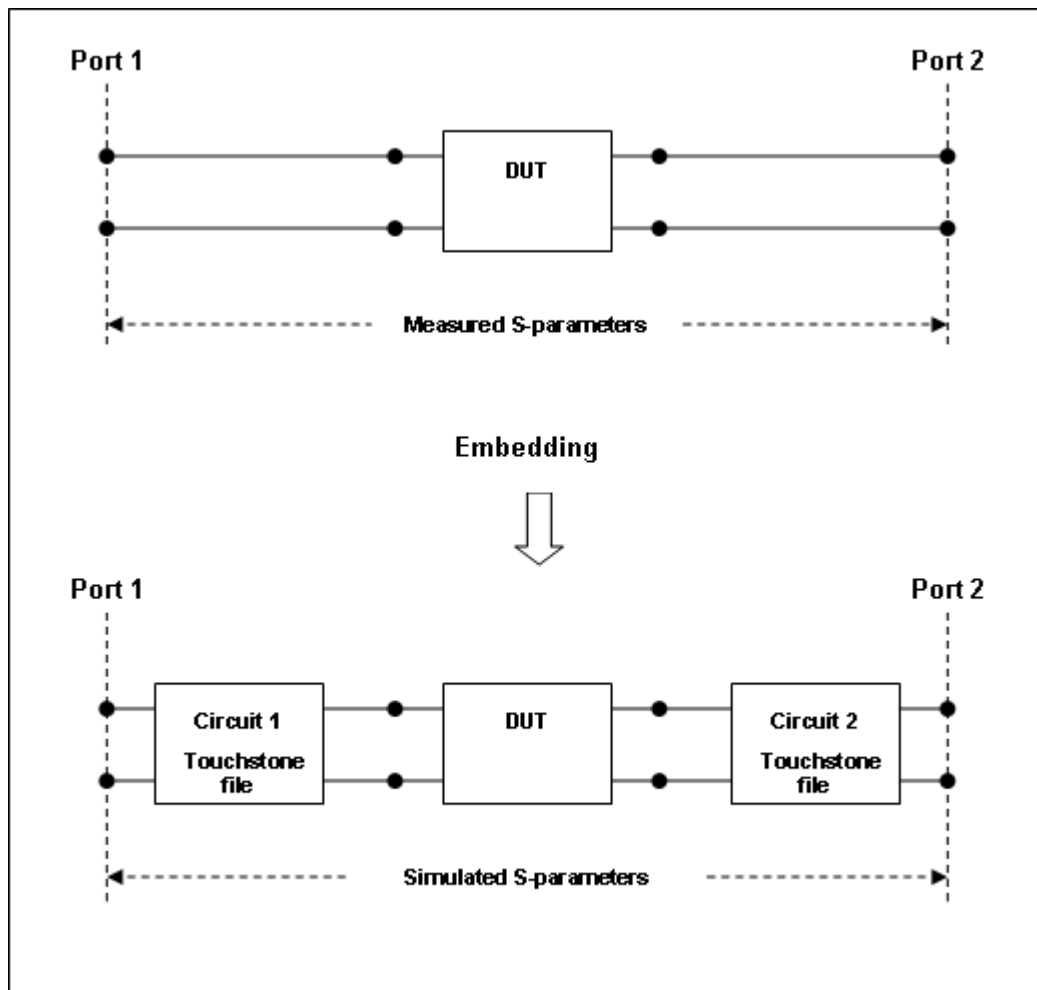 Port 1
Port 2
DUT
Measured S-parameters
Embedding
Port 1
Port 2
Circuit 1
Touchstone
file
DUT
Circuit 2
Touchstone
file
Simulated S-parameters